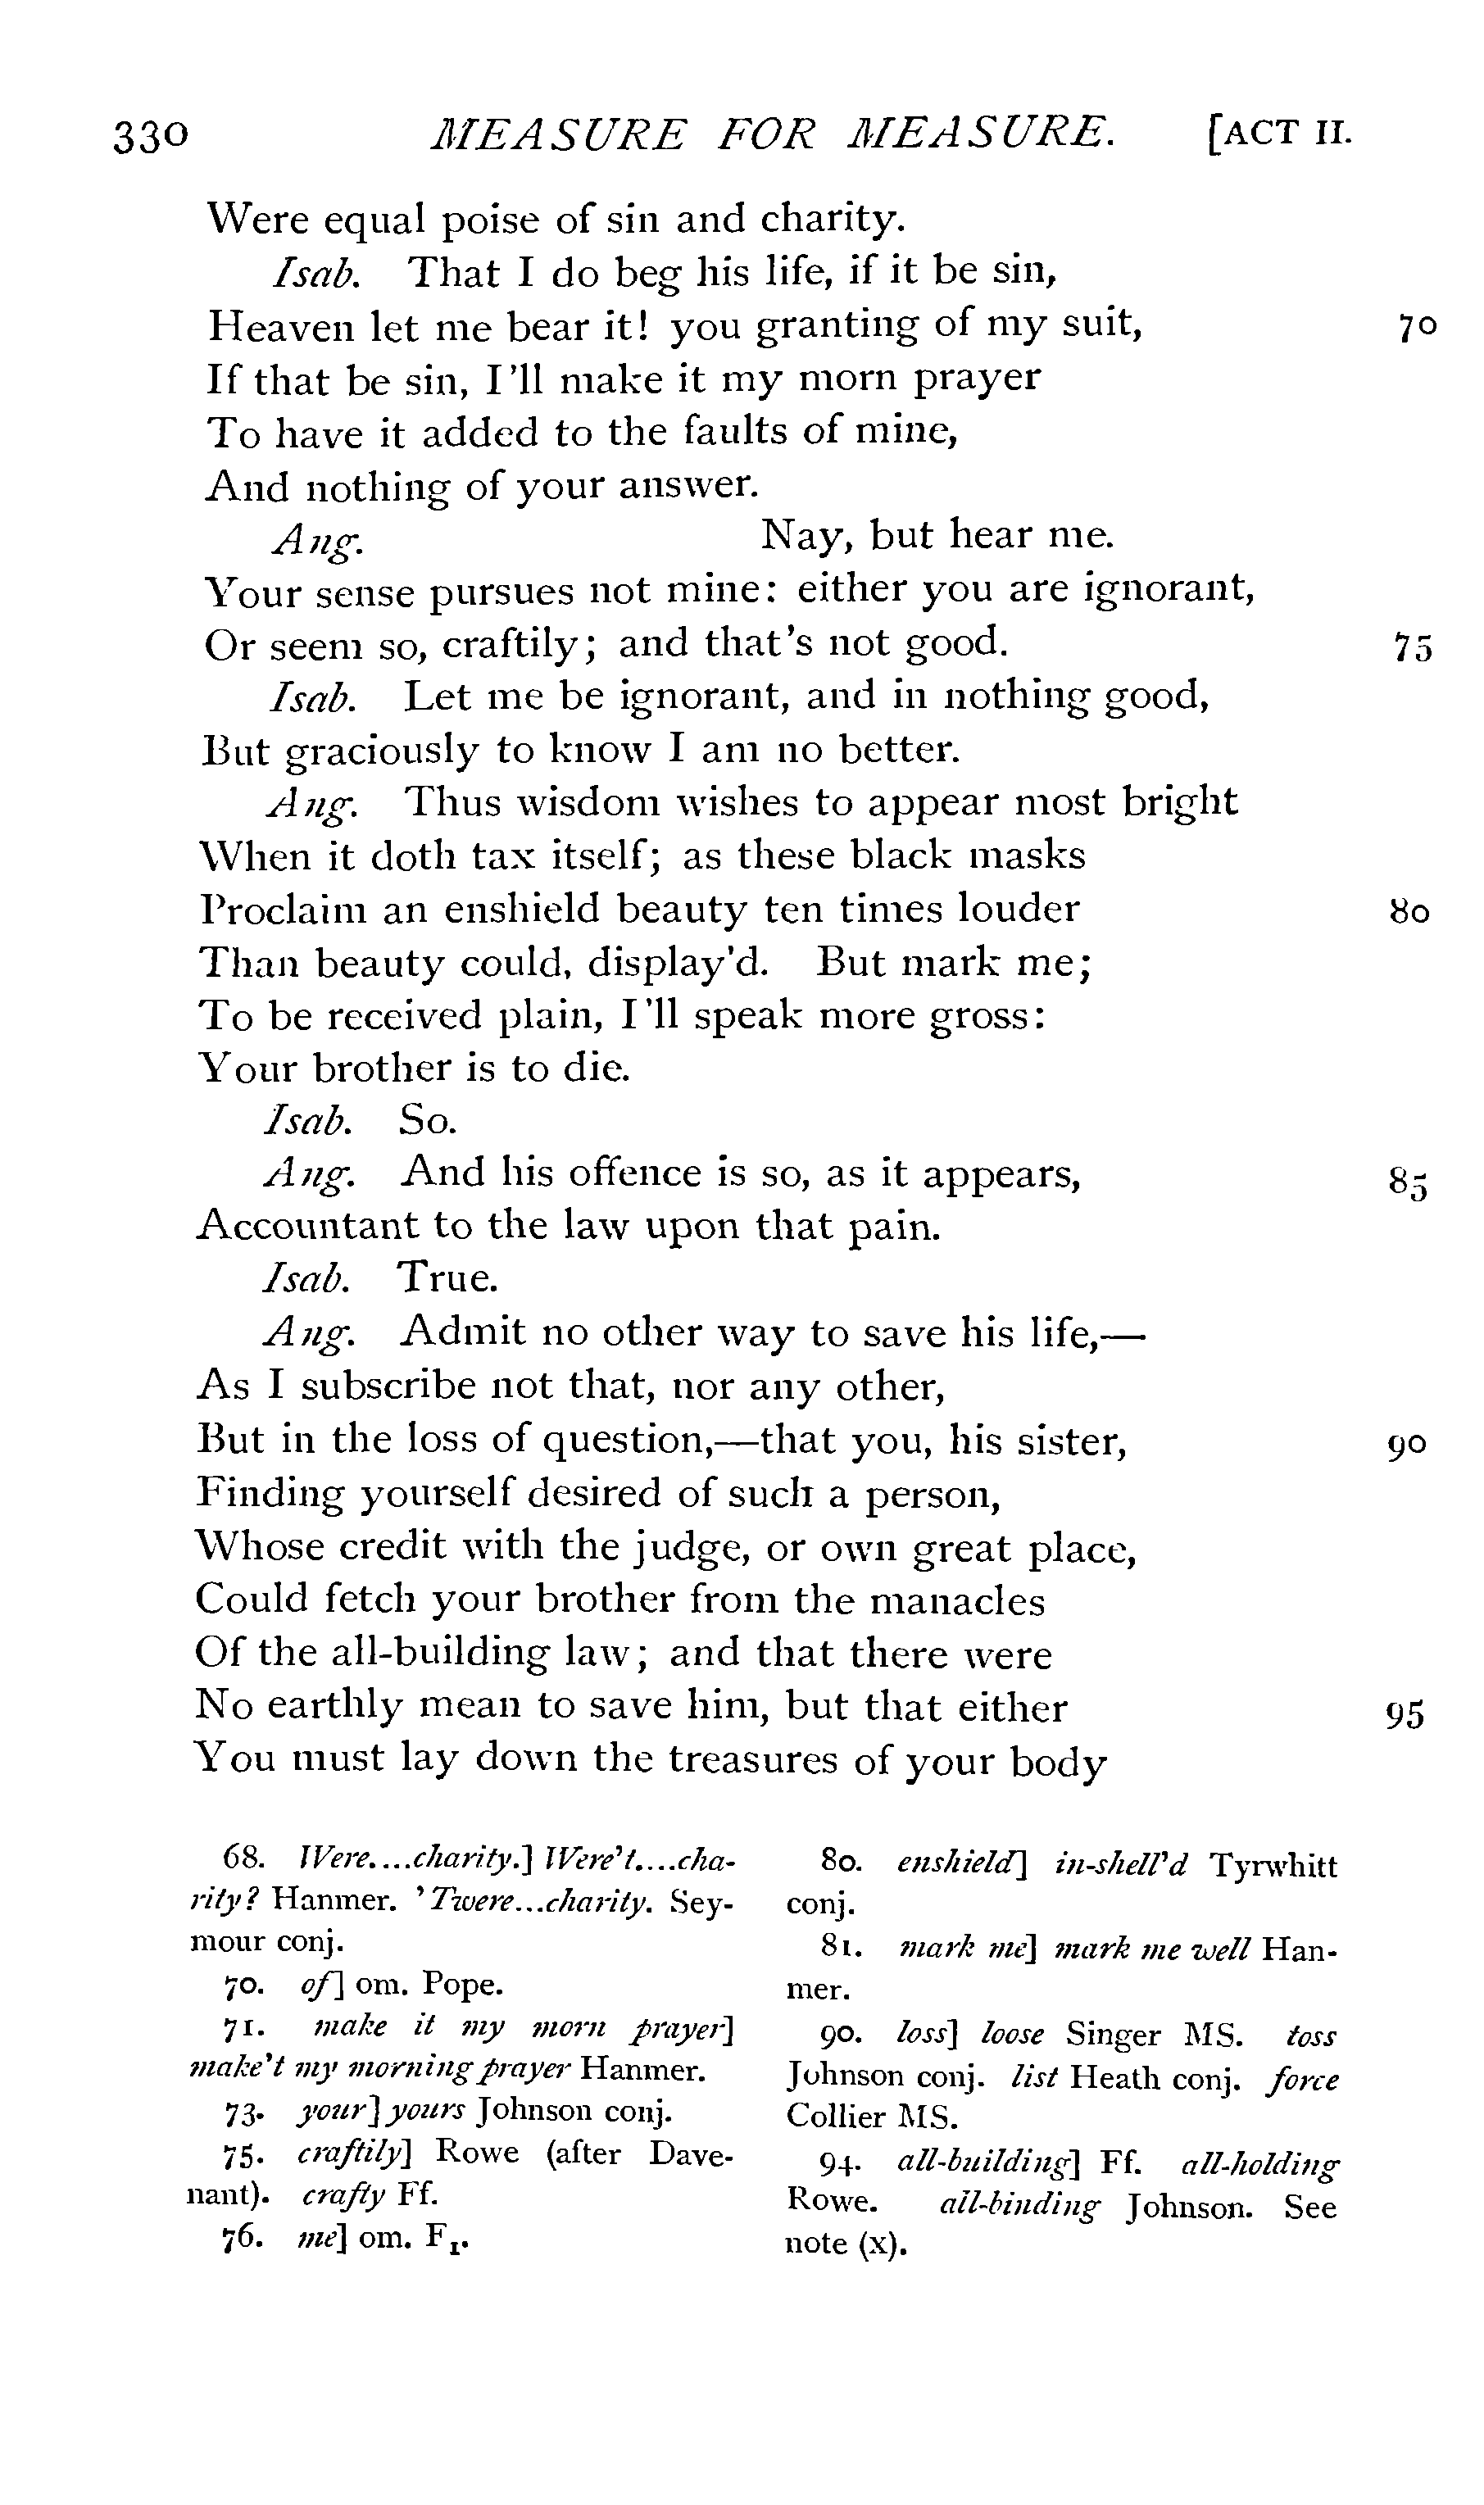 330 MEASURE FOR MEASURE. [ACT II.
Were equal poise of sin and charity.
Isab. That I do beg his life, if it be sin,
Heaven let me bear it! you granting of my suit, 70
If that be sin, I'll make it my morn prayer
To have it added to the faults of mine,
And nothing of your answer.
Ang. Nay, but hear me.
Your sense pursues not mine: either you are ignorant,
Or seem so, craftily; and that's not good. 75
Isab. Let me be ignorant, and in nothing good,
But graciously to know I am no better.
Ang. Thus wisdom wishes to appear most bright
When it doth tax itself; as these black masks
Proclaim an enshield beauty ten times louder 80
Than beauty could, display'd. But mark me;
To be received plain, I'll speak more gross:
Your brother is to die.
Isab. So.
Ang. And his offence is so, as it appears, 85
Accountant to the law upon that pain.
Isab. True.
Ang. Admit no other way to save his life,—
As I subscribe not that, nor any other,
But in the loss of question,—that you, his sister, 90
Finding yourself desired of such a person,
Whose credit with the judge, or own great place,
Could fetch your brother from the manacles
Of the all-building law; and that there were
No earthly mean to save him, but that either 95
You must lay down the treasures of your body
68. Were....charity.] Were't....cha-
rity? Hanmer. 'Twere...charity. Sey-
mour conj.
70. of] om. Pope.
71. make it my morn prayer]
make't my morning prayer Hanmer.
73. your] yours Johnson conj.
75. craftily] Rowe (after Dave-
nant). crafty Ff.
76. me] om. F1.
80. enshield] in-shell'd Tyrwhitt
conj.
81. mark me] mark me well Han-
mer.
90. loss] loose Singer MS. toss
Johnson conj. list Heath conj. force
Collier MS.
94. all-building] Ff. all-holding
Rowe. all-binding Johnson. See
note (x).